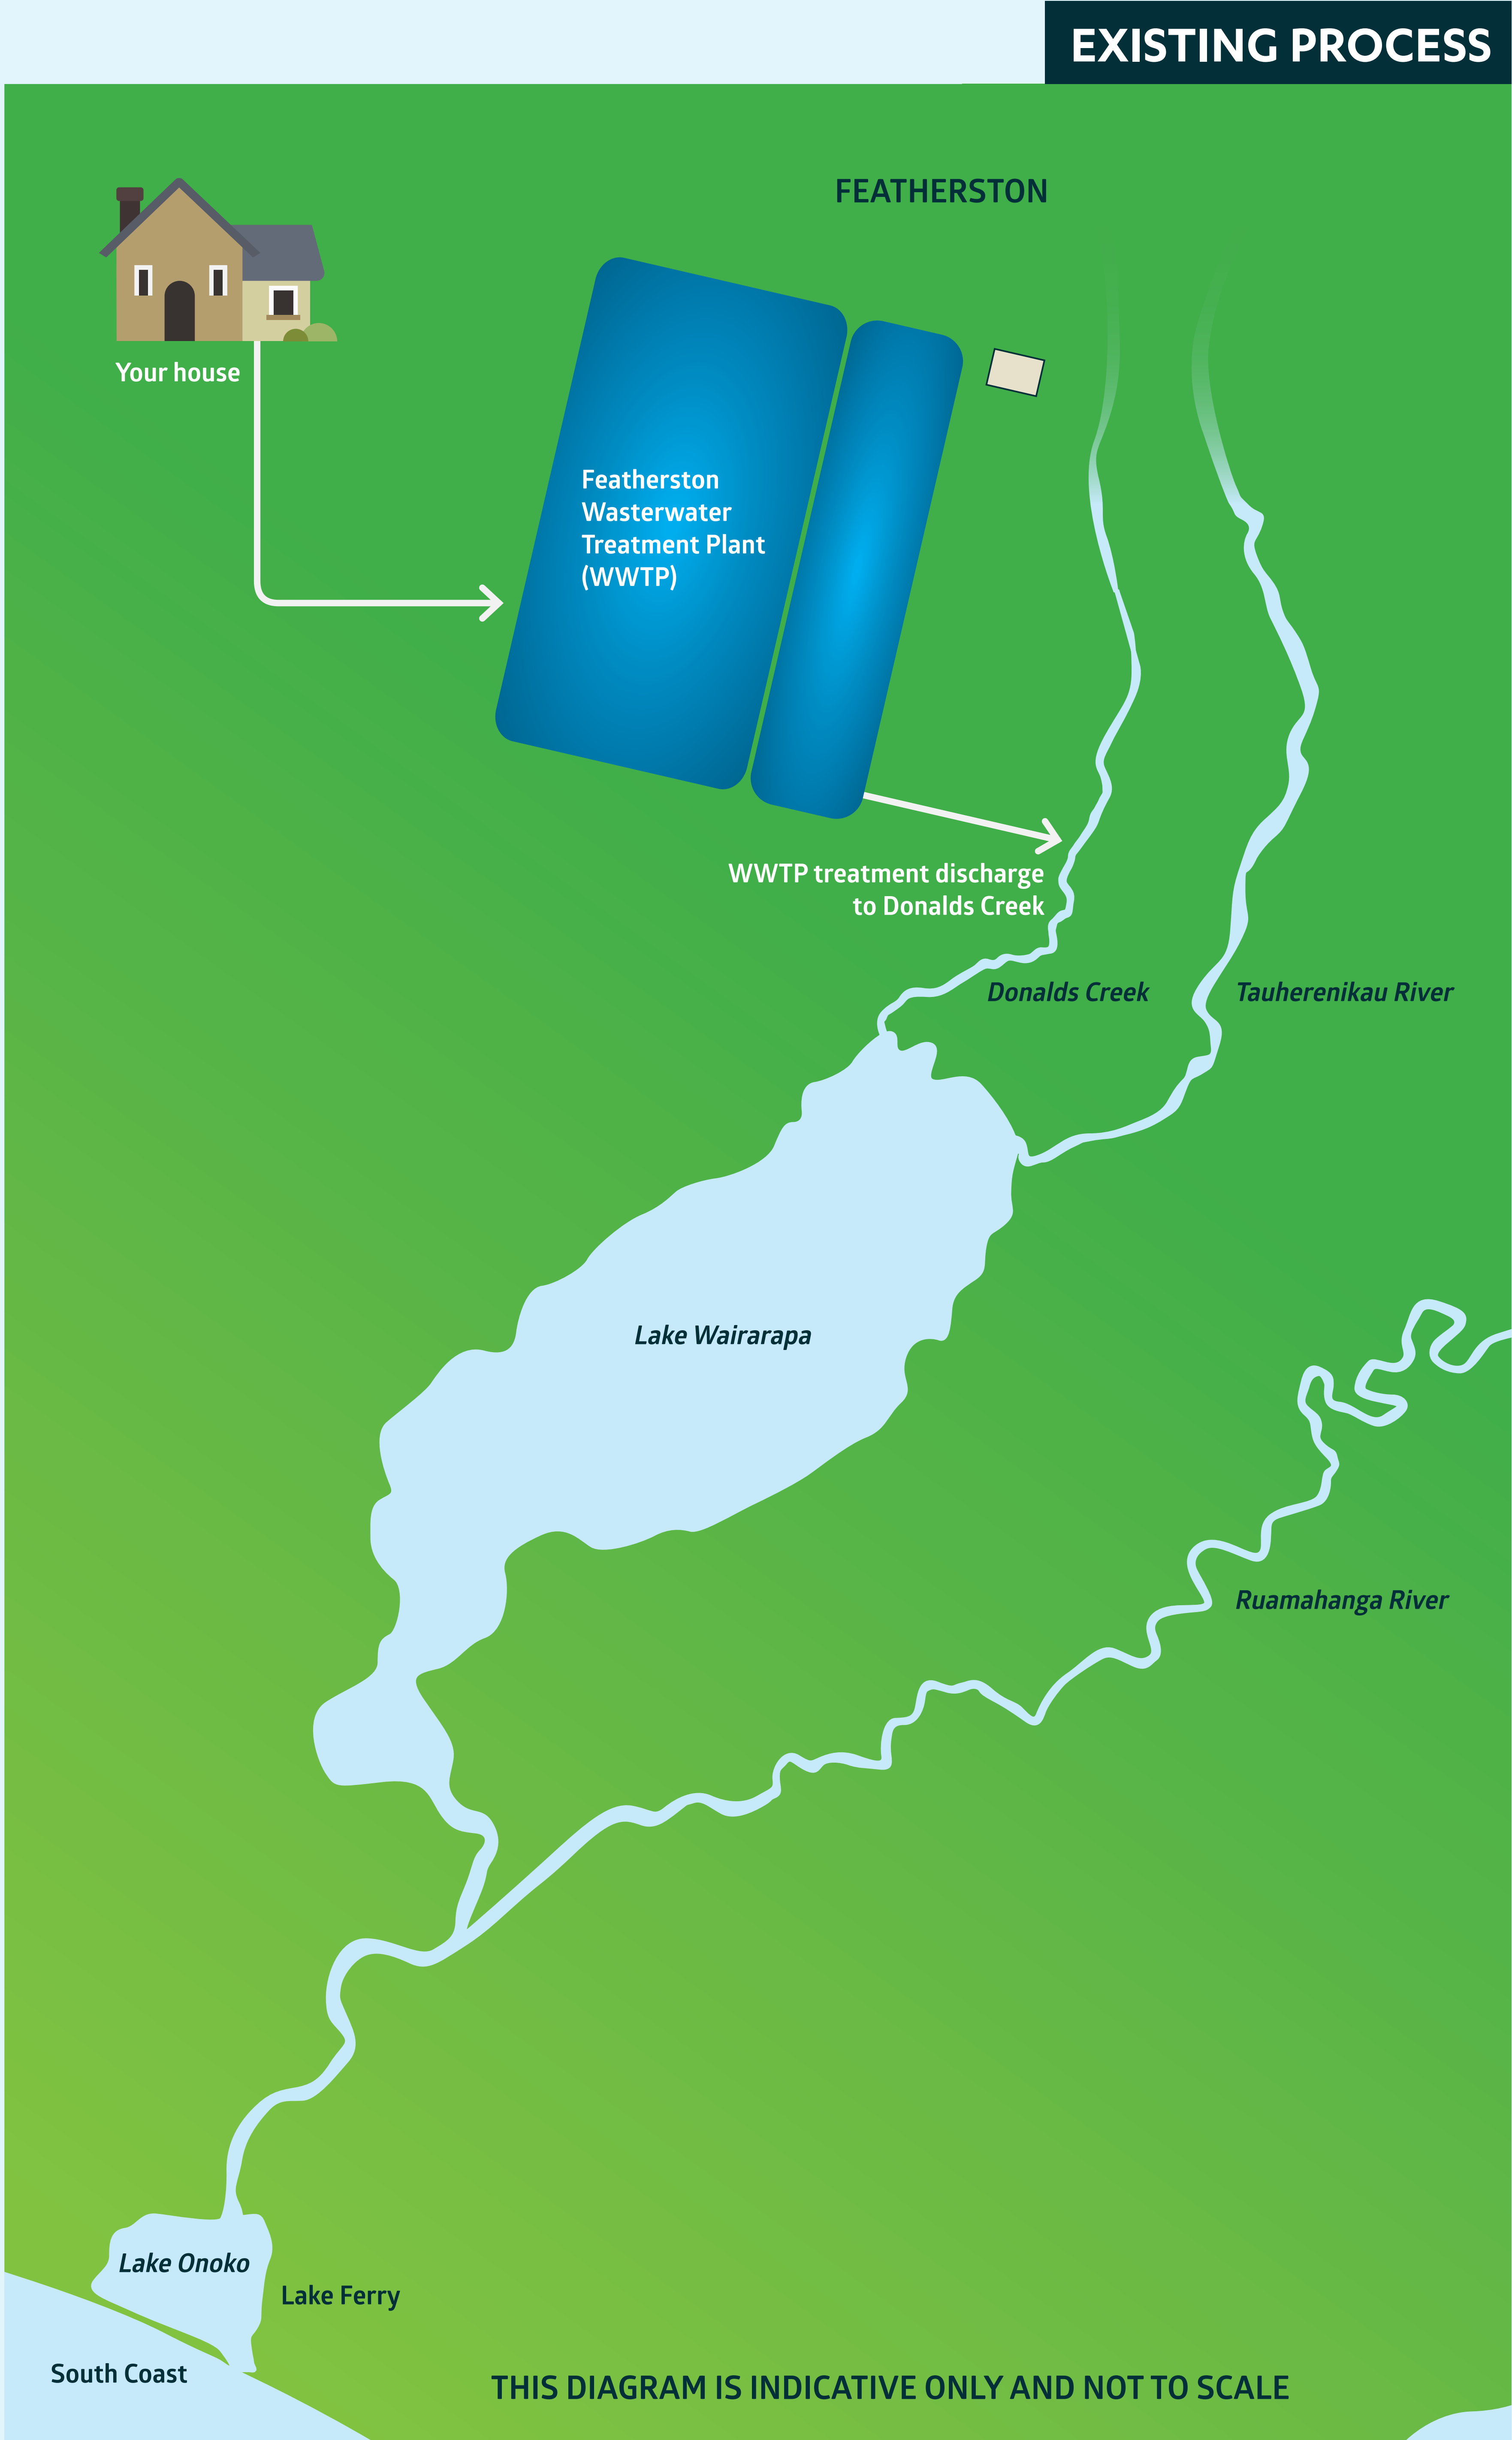 EXISTING PROCESS
FEATHERSTON
Your house
Featherston
Wasterwater
Treatment Plant
(WWTP)
WWTP treatment discharge
to Donalds Creek
Donalds Creek
Tauherenikau River
Lake Wairarapa
Ruamahanga River
Lake Onoko
Lake Ferry
South Coast
THIS DIAGRAM IS INDICATIVE ONLY AND NOT TO SCALE